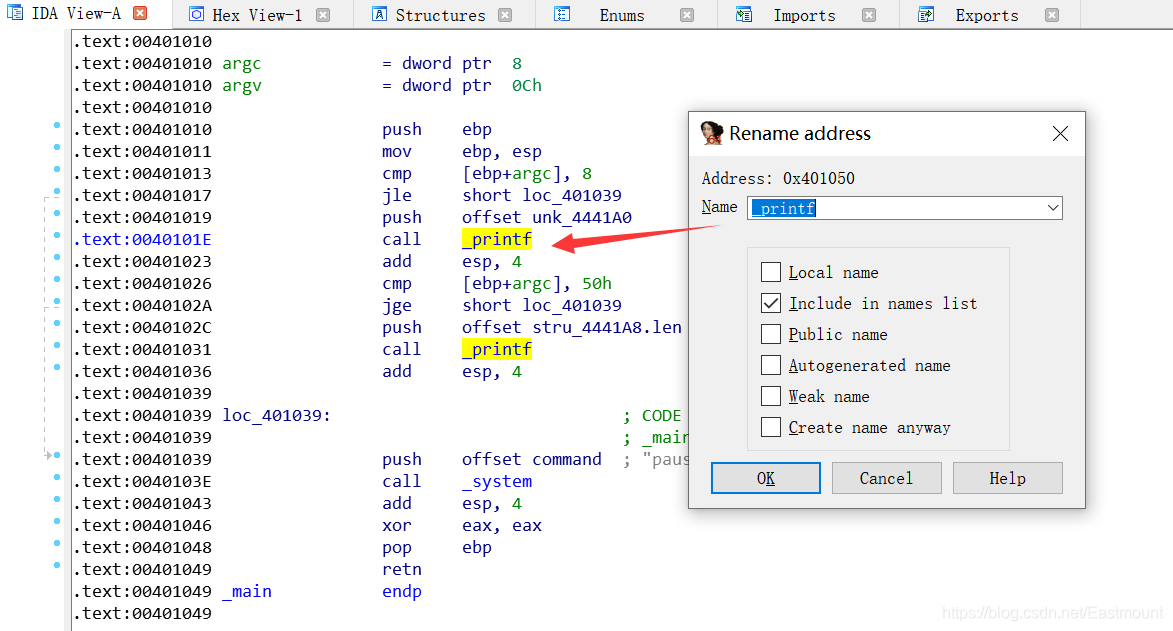 IDA View-A Hex View-1 Structures Enums Imports Exports
.text:00401010
.text:00401010 argc = dword ptr 8
.text:00401010 argv = dword ptr 0Ch
.text:00401010
.text:00401010 push ebp
.text:00401011 mov ebp, esp
.text:00401013 cmp [ebp+argc], 8
.text:00401017 jle short loc_401039
.text:00401019 push offset unk_4441A0
.text:0040101E call _printf
.text:00401023 add esp, 4
.text:00401026 cmp [ebp+argc], 50h
.text:0040102A jge short loc_401039
.text:0040102C push offset stru_4441A8.len
.text:00401031 call _printf
.text:00401036 add esp, 4
.text:00401039
.text:00401039 loc_401039: ; CODE
.text:00401039 ; _main
.text:00401039 push offset command ; "paus
.text:0040103E call _system
.text:00401043 add esp, 4
.text:00401046 xor eax, eax
.text:00401048 pop ebp
.text:00401049 retn
.text:00401049 _main endp
.text:00401049
Rename address
Address: 0x401050
Name _printf
Local name
Include in names list
Public name
Autogenerated name
Weak name
Create name anyway
OK Cancel Help
https://blog.csdn.net/Eastmount